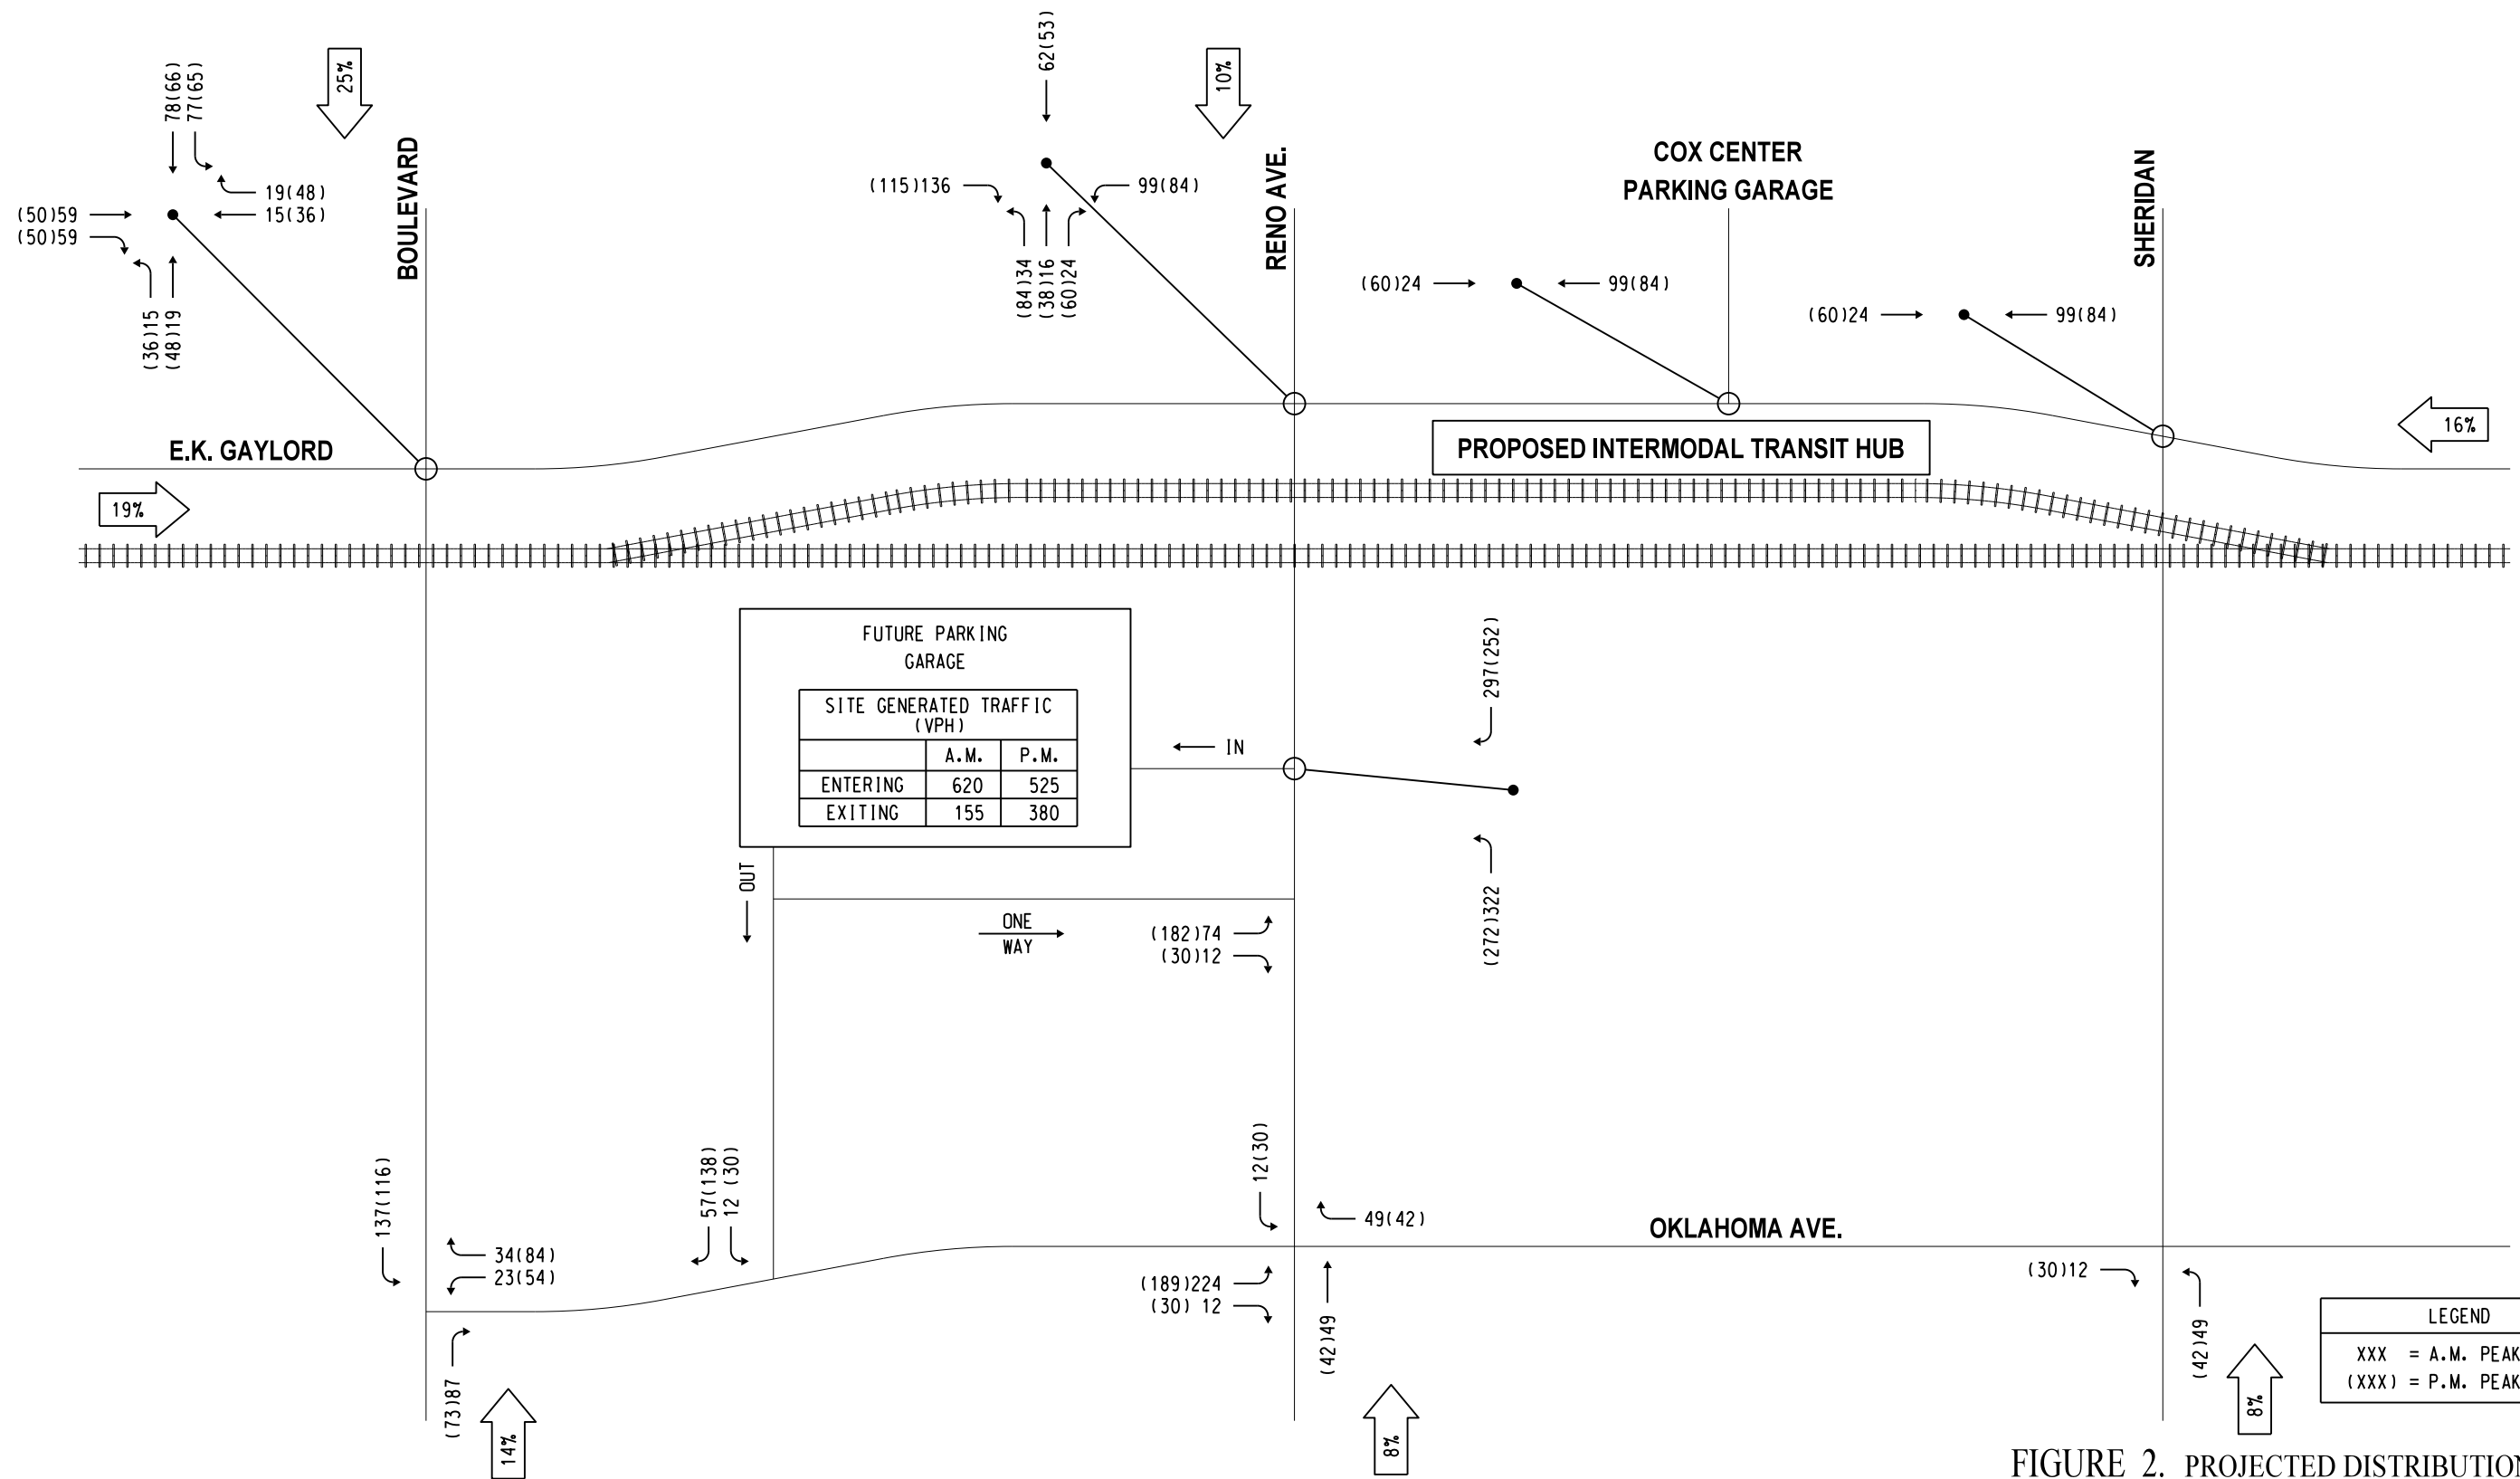 62(53)
25%
10%
78(66)
77(65)
BOULEVARD
RENO AVE.
COX CENTER
PARKING GARAGE
SHERIDAN
19(48)
15(36)
(50)59
(50)59
(36)15
(48)19
(115)136
99(84)
(84)34
(38)16
(60)24
(60)24
99(84)
(60)24
99(84)
16%
E.K. GAYLORD
PROPOSED INTERMODAL TRANSIT HUB
19%
FUTURE PARKING
GARAGE
SITE GENERATED TRAFFIC
(VPH)
A.M. P.M.
ENTERING 620 525
EXITING 155 380
IN
297(252)
(272)322
OUT
ONE
WAY
(182)74
(30)12
137(116)
57(138)
12 (30)
12(30)
49(42)
OKLAHOMA AVE.
34(84)
23(54)
(189)224
(30) 12
(42)49
(30)12
(42)49
(73)87
14%
8%
8%
LEGEND
XXX = A.M. PEAK
(XXX) = P.M. PEAK
FIGURE 2. PROJECTED DISTRIBUTION